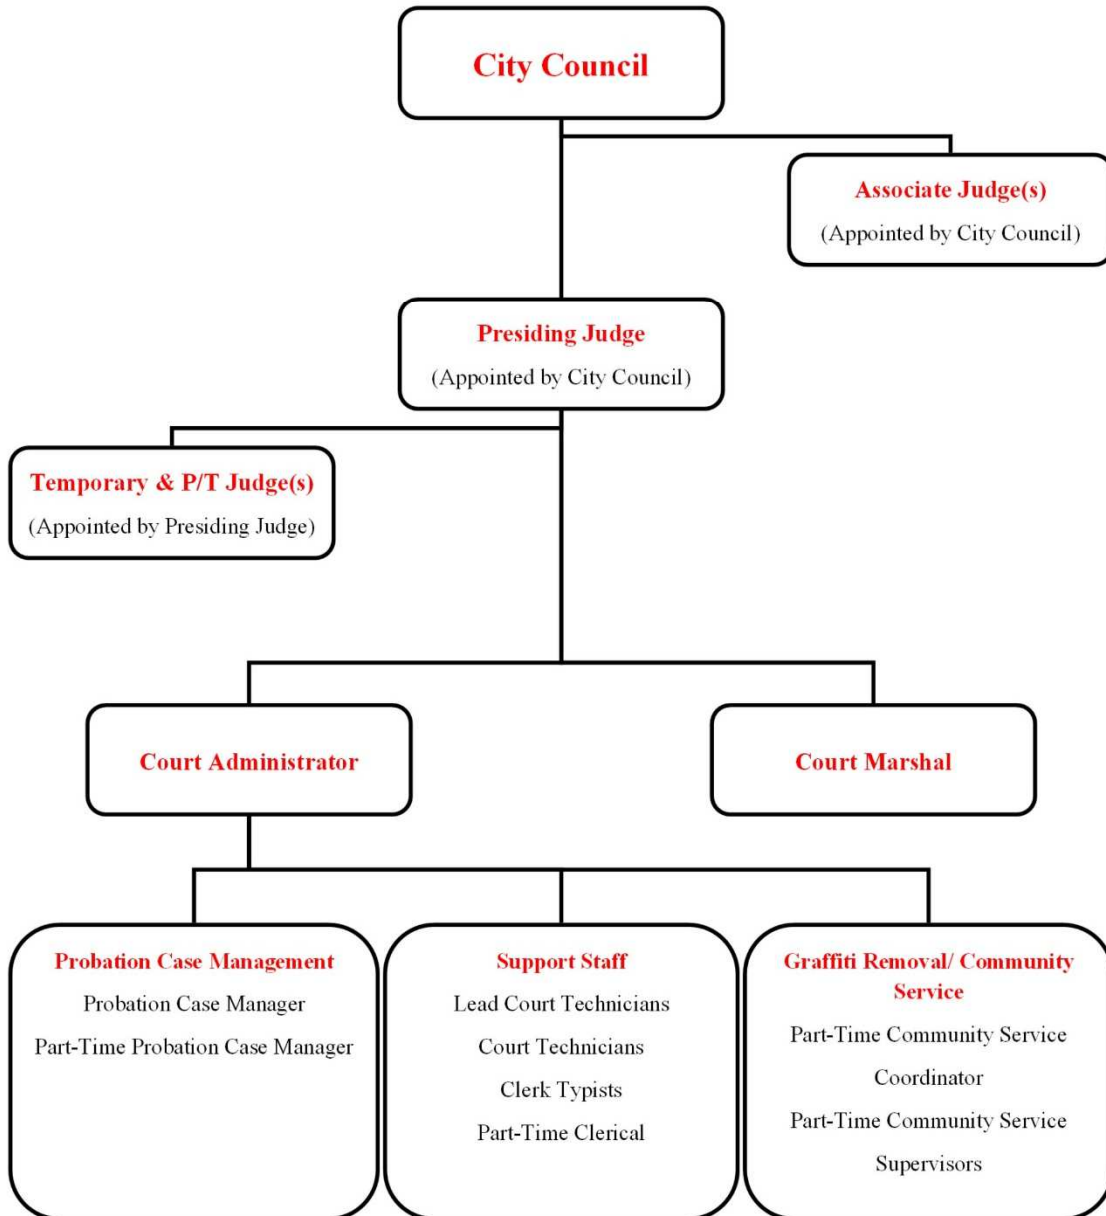 City Council
Associate Judge(s)
(Appointed by City Council)
Presiding Judge
(Appointed by City Council)
Temporary & P/T Judge(s)
(Appointed by Presiding Judge)
Court Administrator
Court Marshal
Probation Case Management
Probation Case Manager
Part-Time Probation Case Manager
Support Staff
Lead Court Technicians
Court Technicians
Clerk Typists
Part-Time Clerical
Graffiti Removal/ Community
Service
Part-Time Community Service
Coordinator
Part-Time Community Service
Supervisors